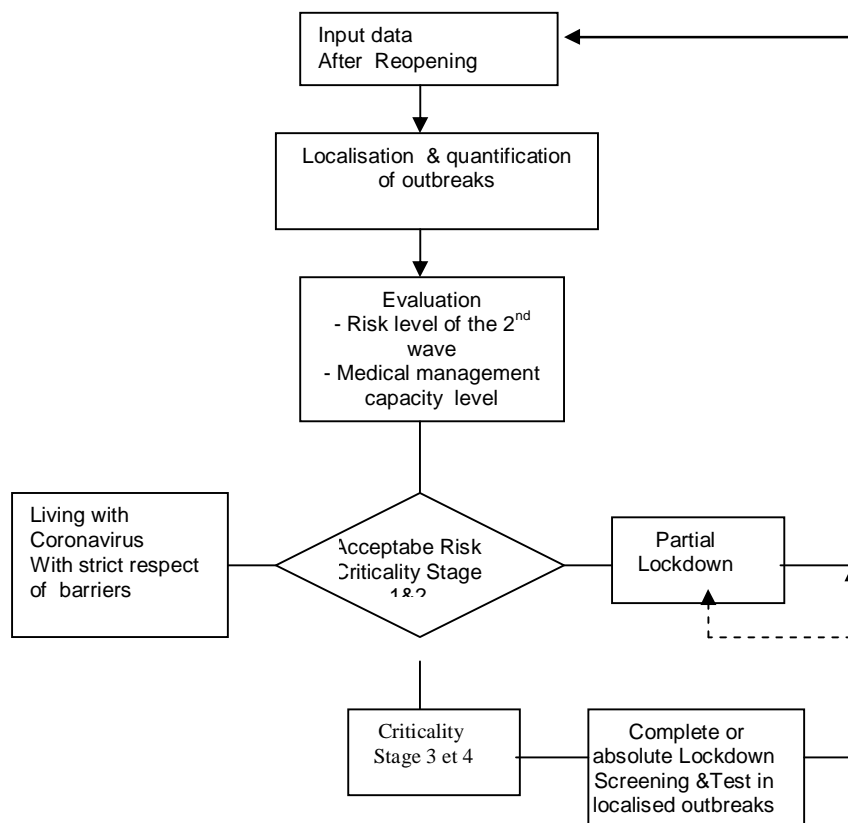 Input data
After Reopening
Localisation & quantification
of outbreaks
Evaluation
- Risk level of the 2nd
wave
- Medical management
capacity level
Living with
Coronavirus
With strict respect
of barriers
Acceptabe Risk
Criticality Stage
1&2
Partial
Lockdown
Criticality
Stage 3 et 4
Complete or
absolute Lockdown
Screening &Test in
localised outbreaks